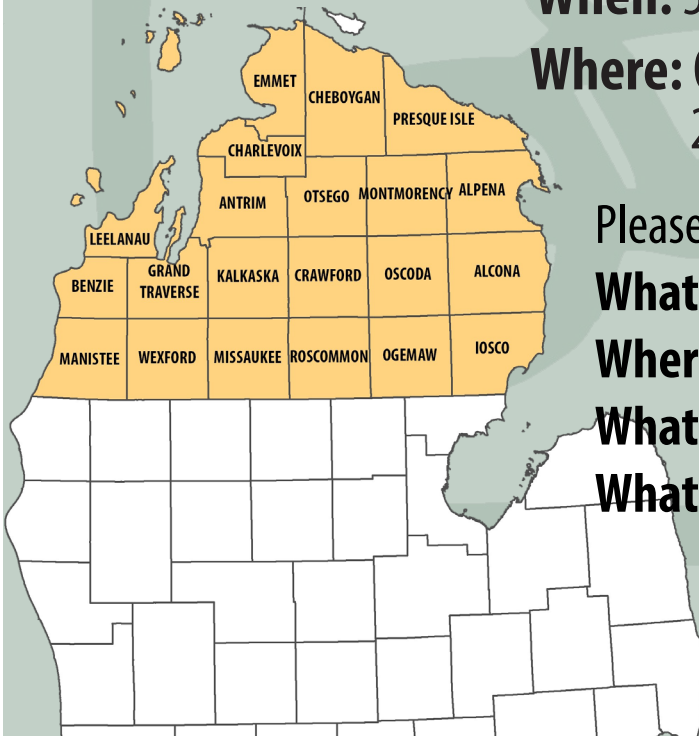 When:
Where:
2
Please
What
Wher
What
What
EMMET
CHEBOYGAN
PRESQUE ISLE
CHARLEVOIX
ANTRIM
OTSEGO
MONTMORENCY
ALPENA
LEELANAU
BENZIE
GRAND
TRAVERSE
KALKASKA
CRAWFORD
OSCODA
ALCONA
MANISTEE
WEXFORD
MISSAUKEE
ROSCOMMON
OGEMAW
IOSCO